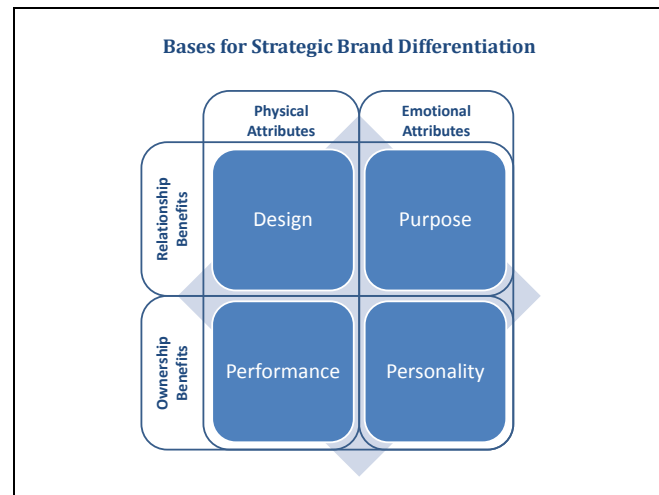 Bases for Strategic Brand Differentiation
Physical
Attributes
Emotional
Attributes
Relationship
Benefits
Design
Purpose
Ownership
Benefits
Performance
Personality